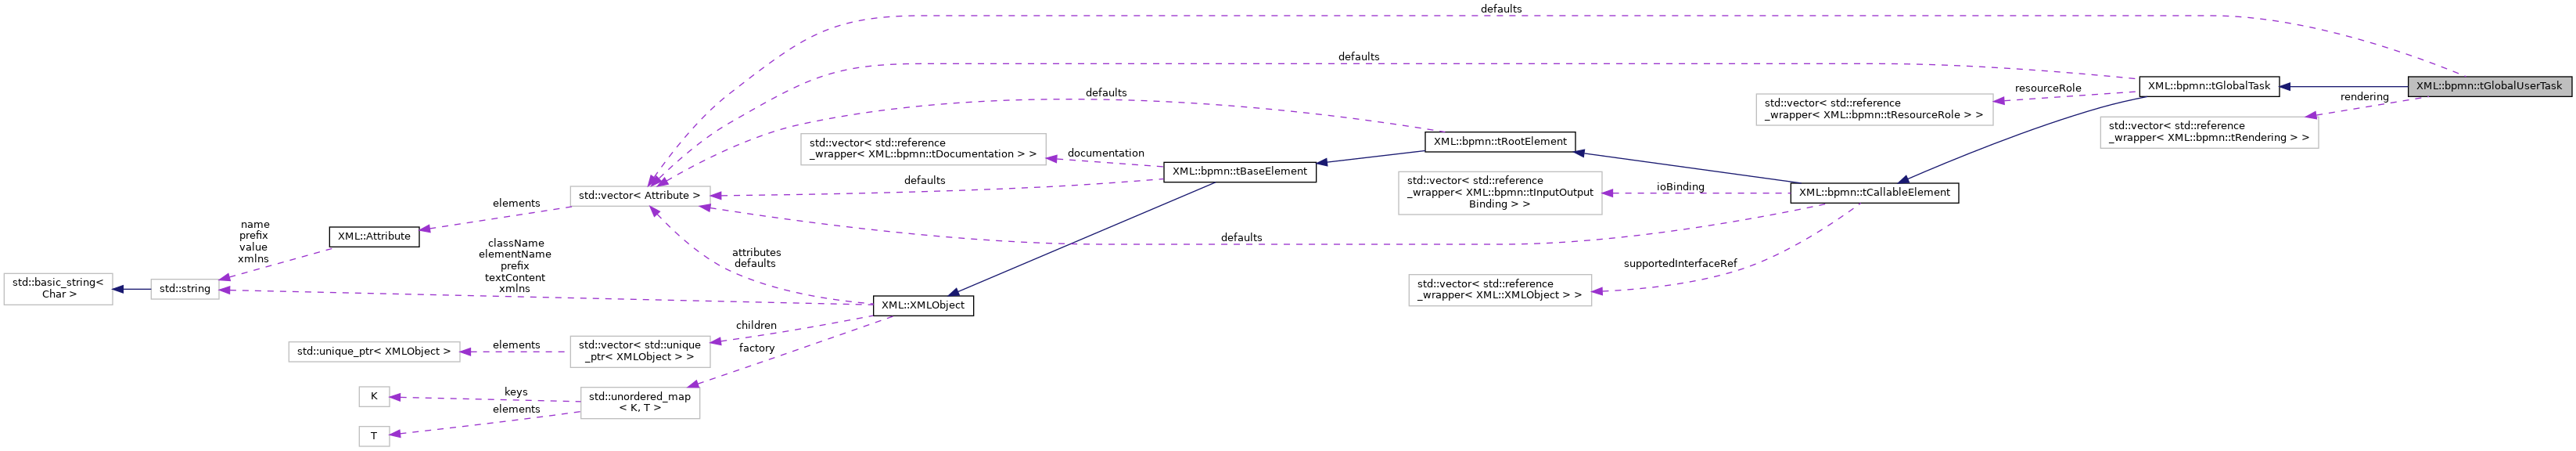 defaults
defaults
XML::bpmn::tGlobalTask
XML::bpmn::tGlobalUserTask
resourceRole
defaults
rendering
std::vector< std::reference
_wrapper< XML::bpmn::tResourceRole > >
std::vector< std::reference
_wrapper< XML::bpmn::tRendering > >
XML::bpmn::tRootElement
std::vector< std::reference
_wrapper< XML::bpmn::tDocumentation > >
documentation
XML::bpmn::tBaseElement
defaults
std::vector< std::reference
_wrapper< XML::bpmn::tInputOutput
Binding > >
ioBinding
XML::bpmn::tCallableElement
std::vector< Attribute >
elements
name
prefix
value
xmlns
XML::Attribute
defaults
className
elementName
prefix
textContent
xmlns
attributes
defaults
supportedInterfaceRef
std::basic_string<
Char >
std::string
std::vector< std::reference
_wrapper< XML::XMLObject > >
XML::XMLObject
children
std::unique_ptr< XMLObject >
elements
std::vector< std::unique
_ptr< XMLObject > >
factory
K
keys
std::unordered_map
< K, T >
elements
T